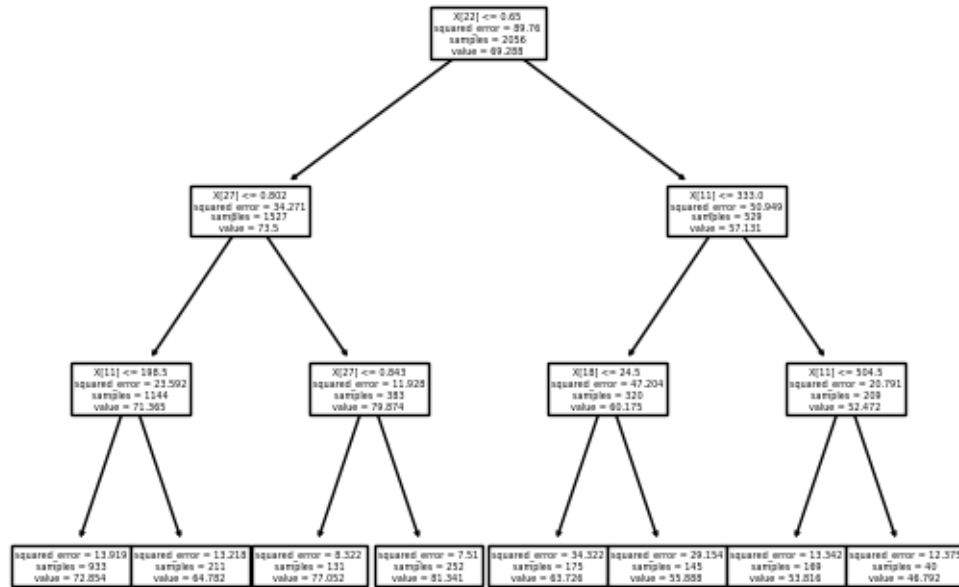 X[22] <= 0.65
squared_error = 89.76
samples = 2056
value = 69.288
X[27] <= 0.802
squared_error = 34.271
samples = 1527
value = 73.5
X[11] <= 333.0
squared_error = 50.949
samples = 529
value = 57.131
X[11] <= 198.5
squared_error = 23.592
samples = 1144
value = 71.365
X[27] <= 0.843
squared_error = 11.928
samples = 383
value = 79.874
X[18] <= 24.5
squared_error = 47.204
samples = 320
value = 60.175
X[11] <= 504.5
squared_error = 20.791
samples = 209
value = 52.472
squared_error = 13.919
samples = 933
value = 72.854
squared_error = 13.218
samples = 211
value = 64.782
squared_error = 8.322
samples = 131
value = 77.052
squared_error = 7.51
samples = 252
value = 81.341
squared_error = 34.322
samples = 175
value = 63.726
squared_error = 29.154
samples = 145
value = 55.888
squared_error = 13.342
samples = 169
value = 53.816
squared_error = 12.375
samples = 40
value = 46.792